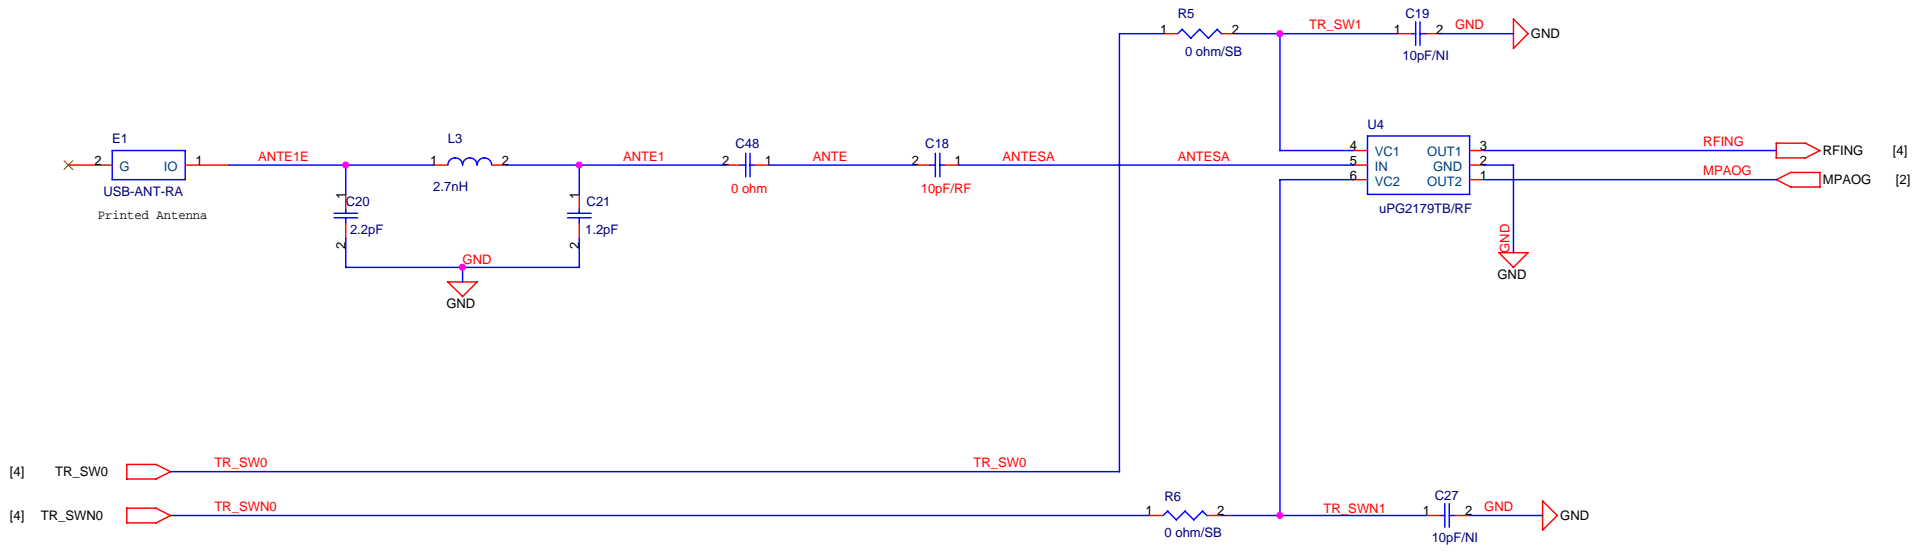 R5
1 2 TR_SW1
0 ohm/SB
C19
1 2 GND
10pF/NI
GND
E1
2 G IO 1
USB-ANT-RA
Printed Antenna
ANTE1E
L3
1 2
2.7nH
1
C20
2.2pF
2
GND
GND
1
C21
1.2pF
2
ANTE1
C48
2 1
0 ohm
ANTE
C18
2 1
10pF/RF
ANTESA
ANTESA
U4
4 VC1 OUT1 3
5 IN GND 2
6 VC2 OUT2 1
uPG2179TB/RF
RFING
RFING [4]
MPAOG
MPAOG [2]
GND
GND
[4] TR_SW0
TR_SW0
TR_SW0
[4] TR_SWN0
TR_SWN0
R6
1 2
0 ohm/SB
TR_SWN1
C27
1 2 GND
10pF/NI
GND